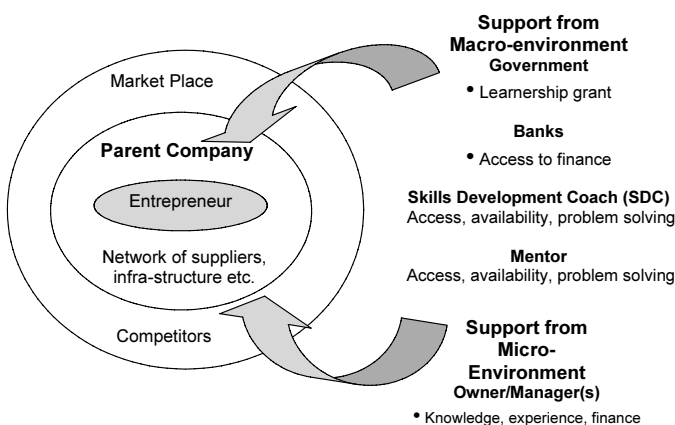 Market Place
Parent Company
Entrepreneur
Network of suppliers,
infra-structure etc.
Competitors
Support from
Macro-environment
Government
• Learnership grant
Banks
• Access to finance
Skills Development Coach (SDC)
Access, availability, problem solving
Mentor
Access, availability, problem solving
Support from
Micro-
Environment
Owner/Manager(s)
• Knowledge, experience, finance